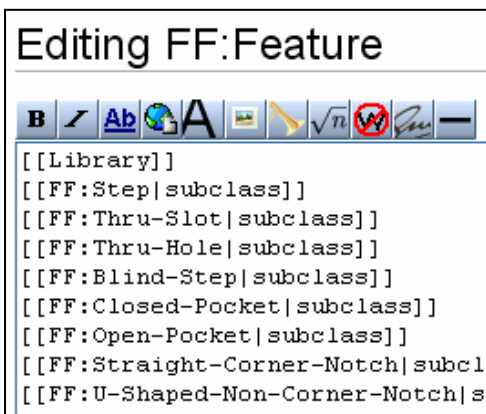 Editing FF:Feature
B I Ab A √n W
[[Library]]
[[FF:Step|subclass]]
[[FF:Thru-Slot|subclass]]
[[FF:Thru-Hole|subclass]]
[[FF:Blind-Step|subclass]]
[[FF:Closed-Pocket|subclass]]
[[FF:Open-Pocket|subclass]]
[[FF:Straight-Corner-Notch|subcl
[[FF:U-Shaped-Non-Corner-Notch|s